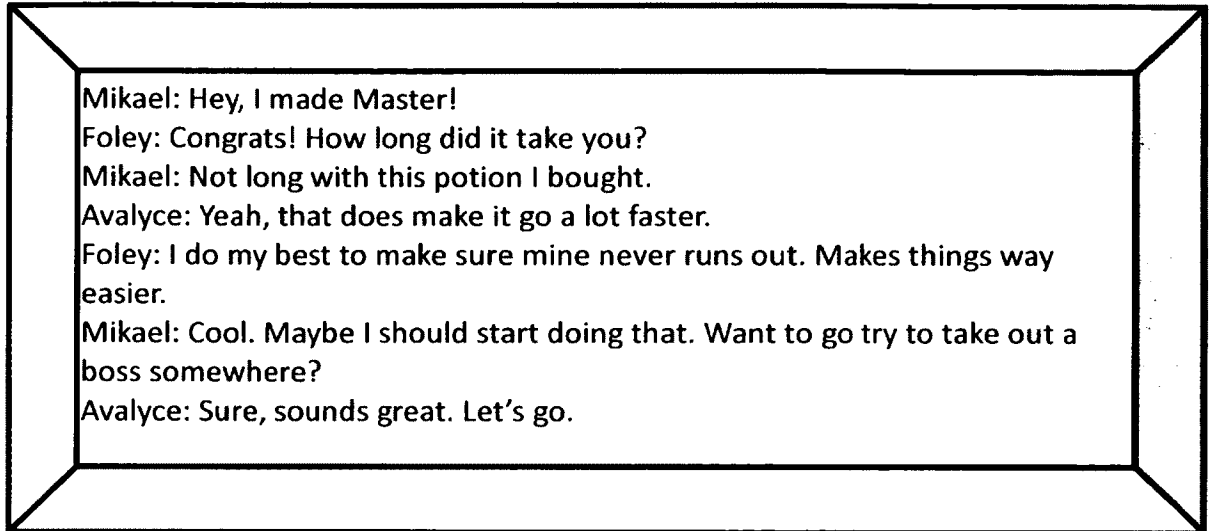 Mikael: Hey, I made Master!
Foley: Congrats! How long did it take you?
Mikael: Not long with this potion I bought.
Avalyce: Yeah, that does make it go a lot faster.
Foley: I do my best to make sure mine never runs out. Makes things way
easier.
Mikael: Cool. Maybe I should start doing that. Want to go try to take out a
boss somewhere?
Avalyce: Sure, sounds great. Let's go.